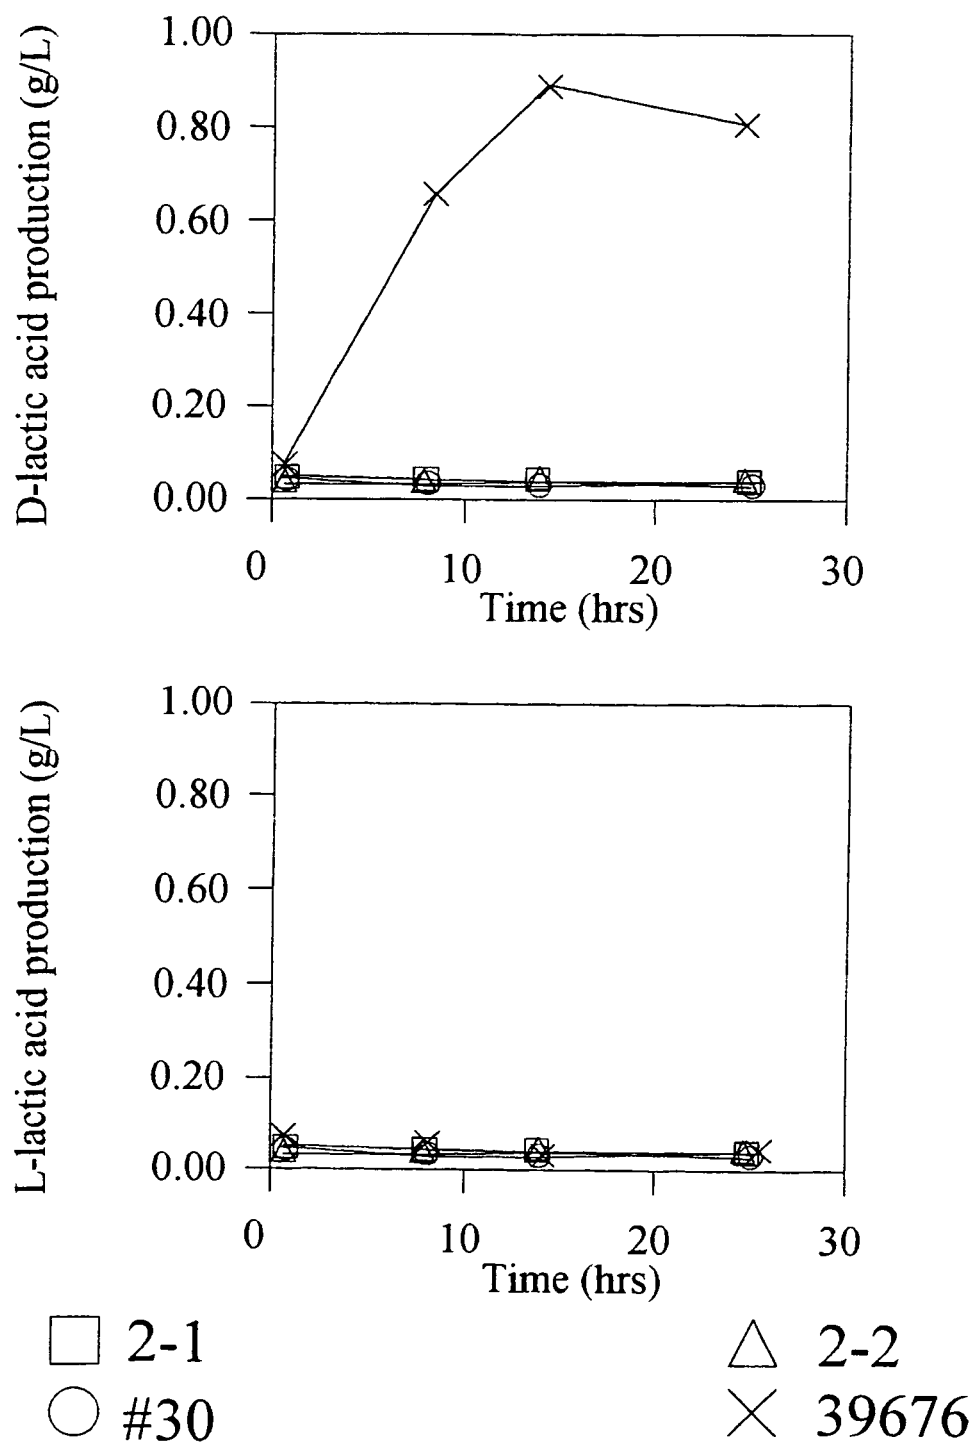 D-lactic acid production (g/L)
1.00
0.80
0.60
0.40
0.20
0.00
0 10 20 30
Time (hrs)
L-lactic acid production (g/L)
1.00
0.80
0.60
0.40
0.20
0.00
0 10 20 30
Time (hrs)
2-1 2-2
#30 39676